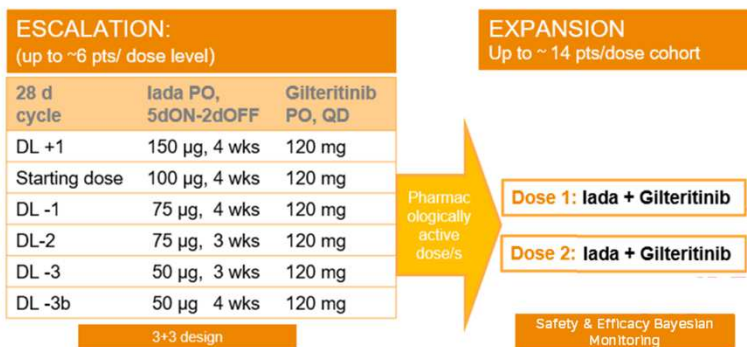 ESCALATION:
(up to ~6 pts/ dose level)
28 d cycle
Iada PO, 5dON-2dOFF
Gilteritinib PO, QD
DL +1 150 µg, 4 wks 120 mg
Starting dose 100 µg, 4 wks 120 mg
DL -1 75 µg, 4 wks 120 mg
DL-2 75 µg, 3 wks 120 mg
DL -3 50 µg, 3 wks 120 mg
DL -3b 50 µg 4 wks 120 mg
3+3 design
Pharmac
ologically
active
dose/s
EXPANSION
Up to ~ 14 pts/dose cohort
Dose 1: Iada + Gilteritinib
Dose 2: Iada + Gilteritinib
Safety & Efficacy Bayesian
Monitoring